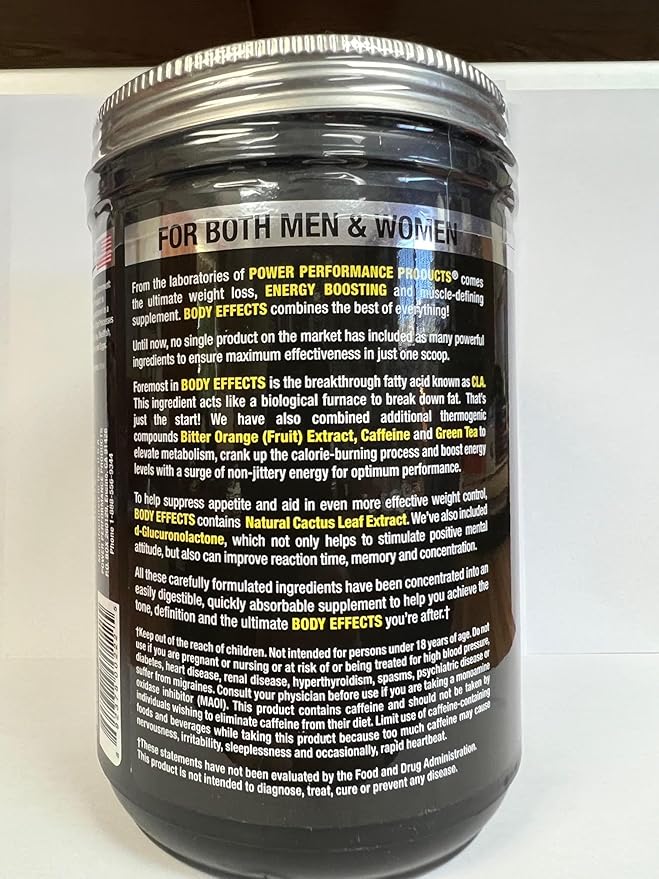 FOR BOTH MEN & WOMEN
From the laboratories of POWER PERFORMANCE PRODUCTS® comes
the ultimate weight loss, ENERGY BOOSTING and muscle-defining
supplement. BODY EFFECTS combines the best of everything!
Until now, no single product on the market has included as many powerful
ingredients to ensure maximum effectiveness in just one scoop.
Foremost in BODY EFFECTS is the breakthrough fatty acid known as CLA.
This ingredient acts like a biological furnace to break down fat. That's
just the start! We have also combined additional thermogenic
compounds Bitter Orange (Fruit) Extract, Caffeine and Green Tea to
elevate metabolism, crank up the calorie-burning process and boost energy
levels with a surge of non-jittery energy for optimum performance.
To help suppress appetite and aid in even more effective weight control,
BODY EFFECTS contains Natural Cactus Leaf Extract. We've also included
d-Glucuronolactone, which not only helps to stimulate positive mental
attitude, but also can improve reaction time, memory and concentration.
All these carefully formulated ingredients have been concentrated into an
easily digestible, quickly absorbable supplement to help you achieve the
tone, definition and the ultimate BODY EFFECTS you're after.†
†Keep out of the reach of children. Not intended for persons under 18 years of age. Do not
use if you are pregnant or nursing or at risk of or being treated for high blood pressure,
diabetes, heart disease, renal disease, hyperthyroidism, spasms, psychiatric disease or
suffer from migraines. Consult your physician before use if you are taking a monoamine
oxidase inhibitor (MAOI). This product contains caffeine and should not be taken by
individuals wishing to eliminate caffeine from their diet. Limit use of caffeine-containing
foods and beverages while taking this product because too much caffeine may cause
nervousness, irritability, sleeplessness and occasionally, rapid heartbeat.
†These statements have not been evaluated by the Food and Drug Administration.
This product is not intended to diagnose, treat, cure or prevent any disease.
POWER PERFORMANCE PRODUCTS
Phone 1-888-556-9344